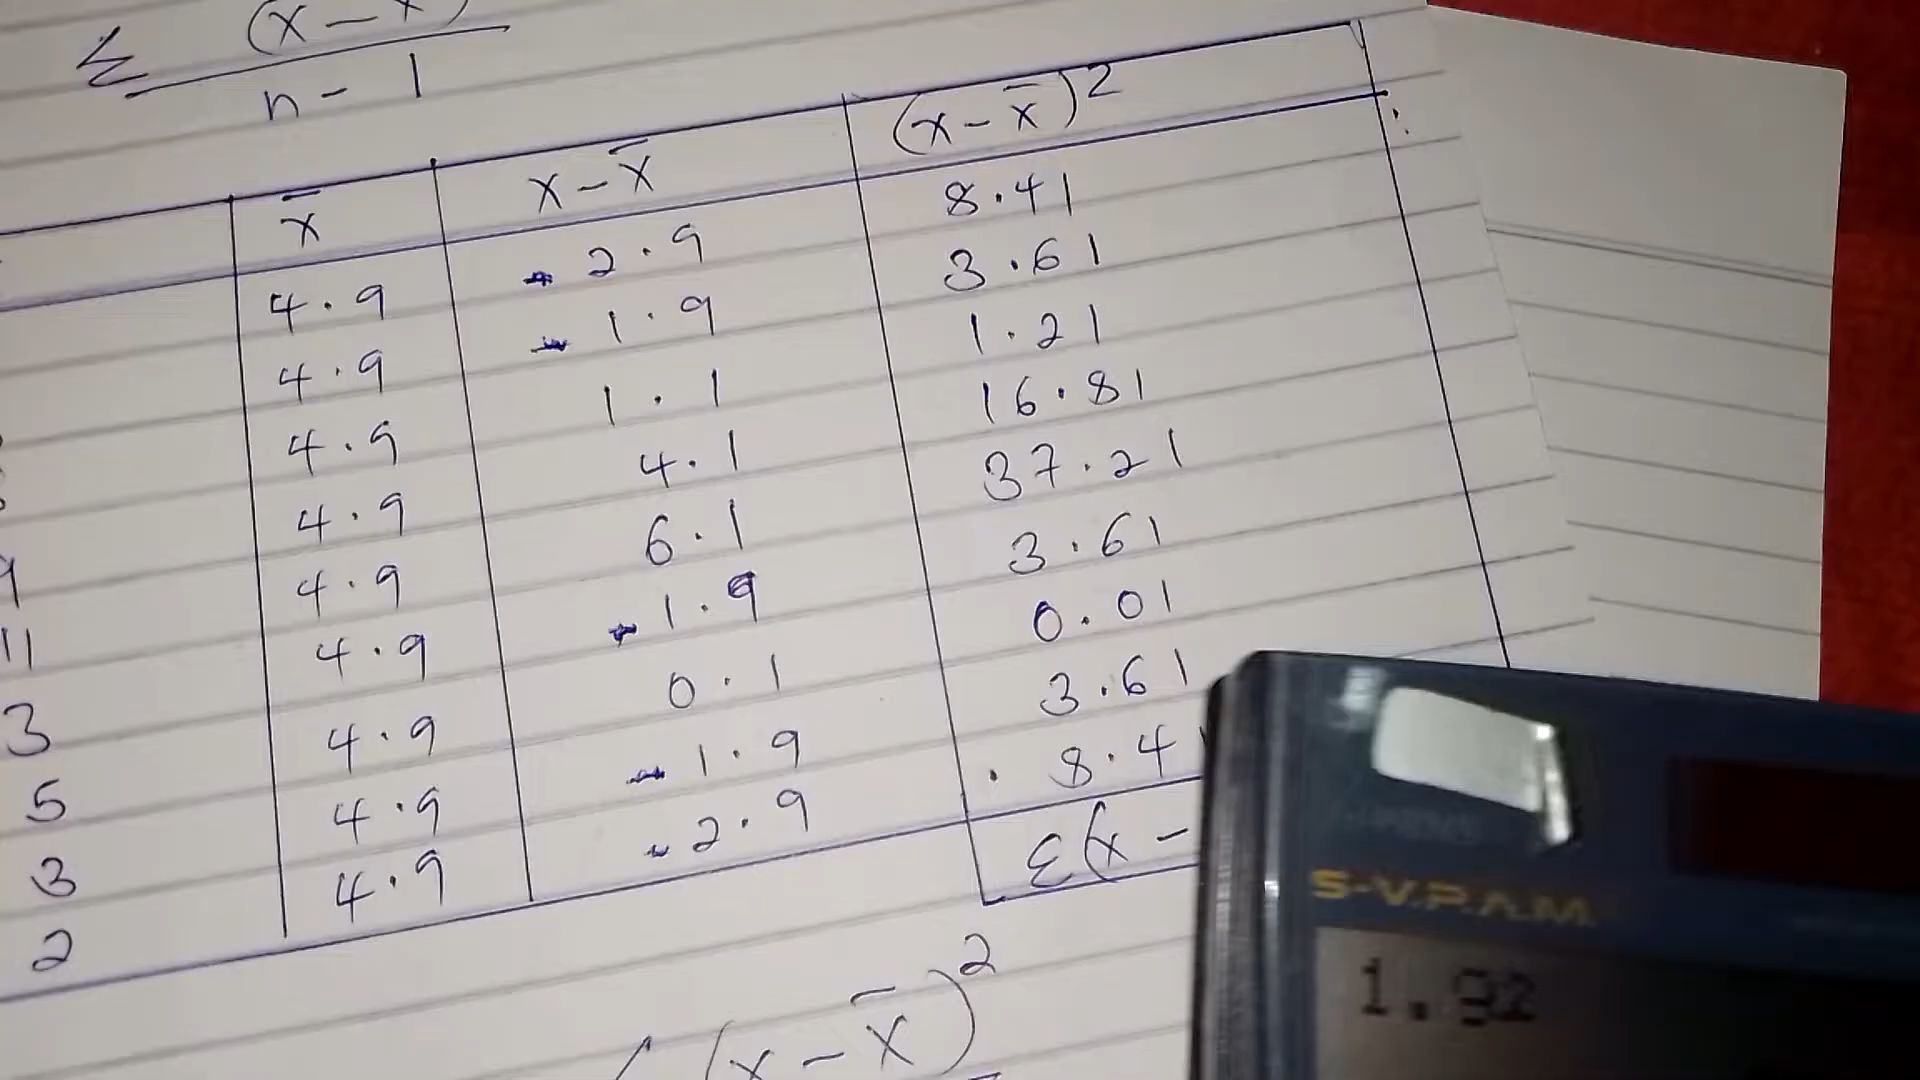 Σ (x - x̄)
n - 1
x̄ x - x̄ (x - x̄)²
4.9 - 2.9 8.41
4.9 - 1.9 3.61
4.9 1.1 1.21
4.9 4.1 16.81
4.9 6.1 37.21
11 4.9 - 1.9 3.61
3 4.9 0.1 0.01
5 4.9 - 1.9 3.61
3 4.9 - 2.9 8.4
2
Σ(x -
(x - x̄)²
S-V.P.A.M.
1.92